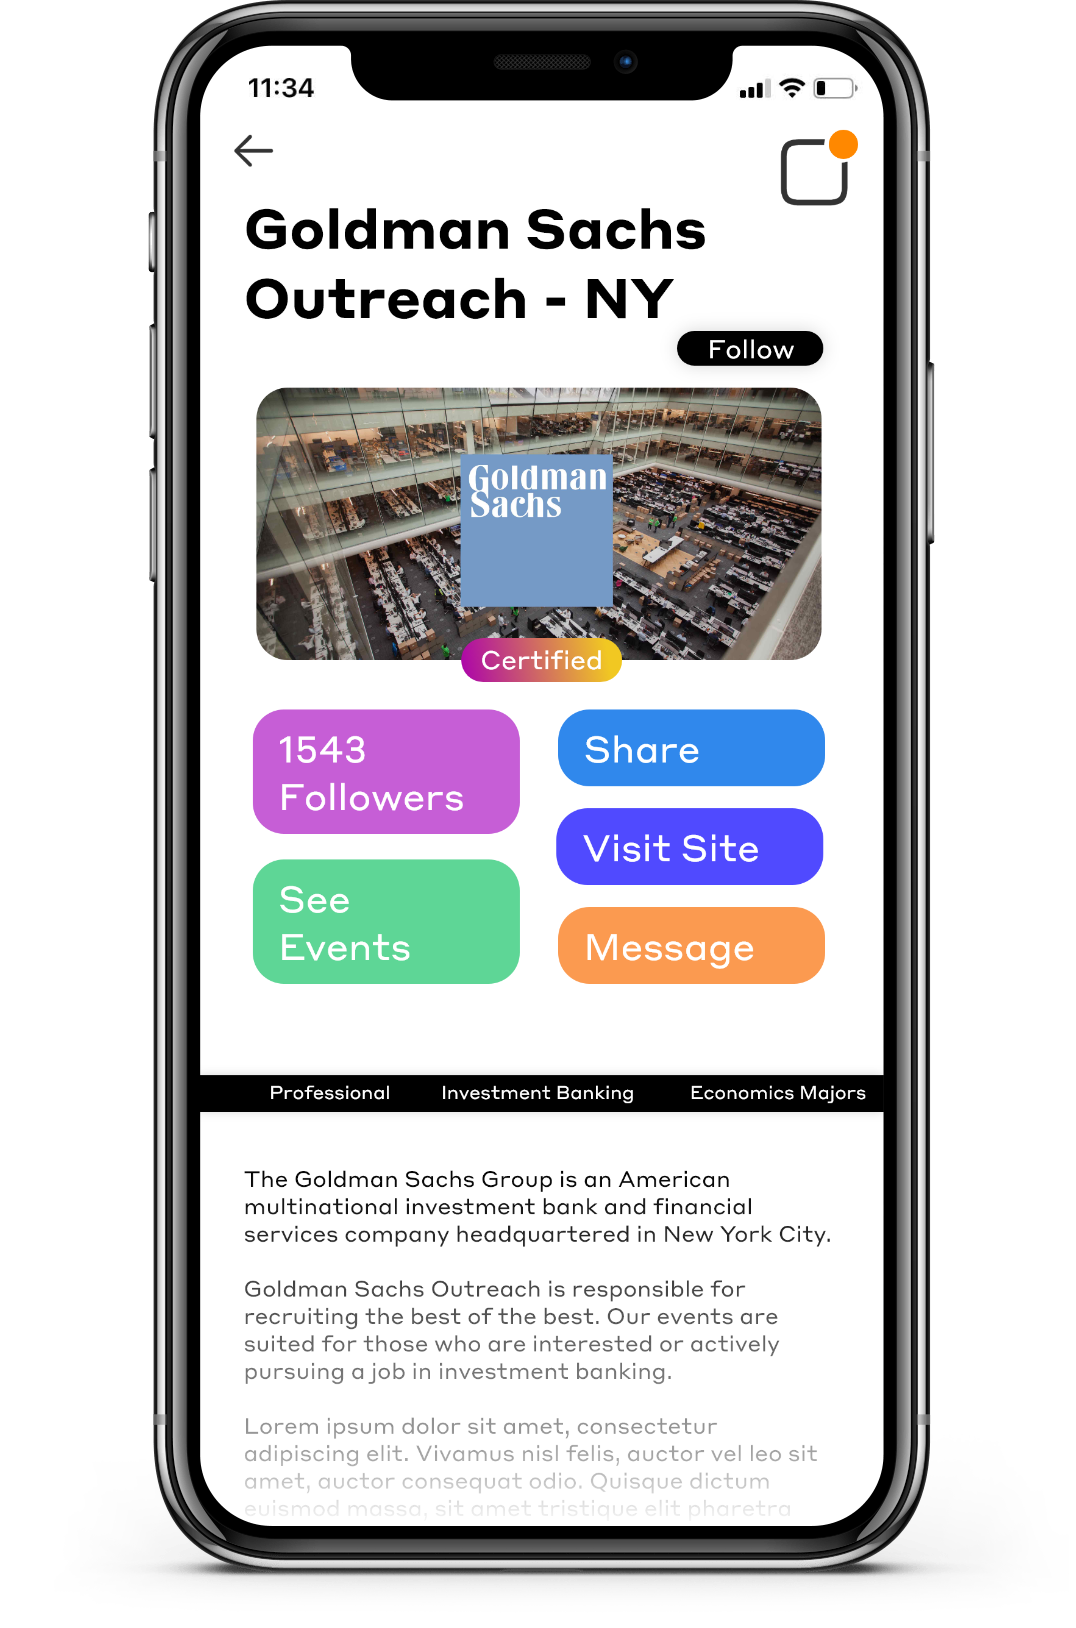 11:34
Goldman Sachs
Outreach - NY
Follow
Goldman
Sachs
Certified
1543
Followers
Share
Visit Site
See
Events
Message
Professional Investment Banking Economics Majors
The Goldman Sachs Group is an American
multinational investment bank and financial
services company headquartered in New York City.
Goldman Sachs Outreach is responsible for
recruiting the best of the best. Our events are
suited for those who are interested or actively
pursuing a job in investment banking.
Lorem ipsum dolor sit amet, consectetur
adipiscing elit. Vivamus nisl felis, auctor vel leo sit
amet, auctor consequat odio. Quisque dictum
euismod massa, sit amet tristique elit pharetra